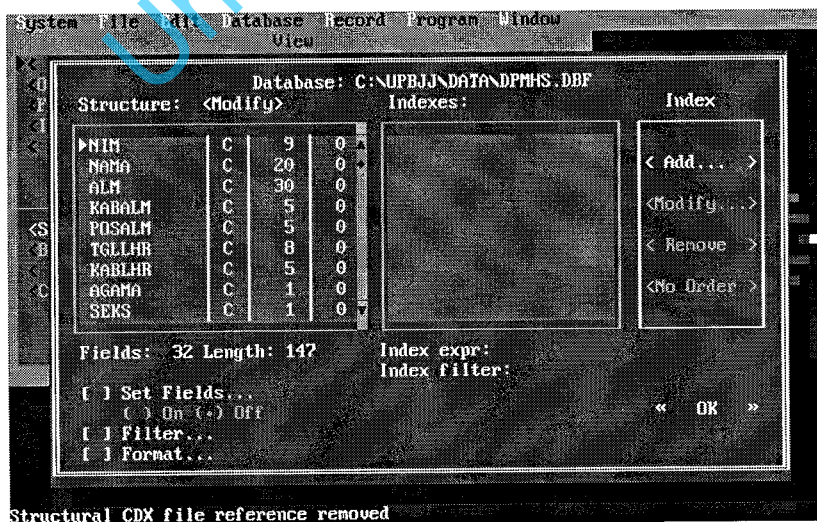 System File Edit Database Record Program Window
View
Database: C:\UPBJJ\DATA\DPMHS.DBF
Structure: <Modify> Indexes: Index
NIM C 9 0
NAMA C 20 0
ALM C 30 0
KABALM C 5 0
POSALM C 5 0
TGLLHR C 8 0
KABLHR C 5 0
AGAMA C 1 0
SEKS C 1 0
< Add... >
<Modify...>
< Remove >
<No Order >
Fields: 32 Length: 147
Index expr:
Index filter:
[ ] Set Fields...
( ) On (•) Off
[ ] Filter...
[ ] Format...
« OK »
Structural CDX file reference removed